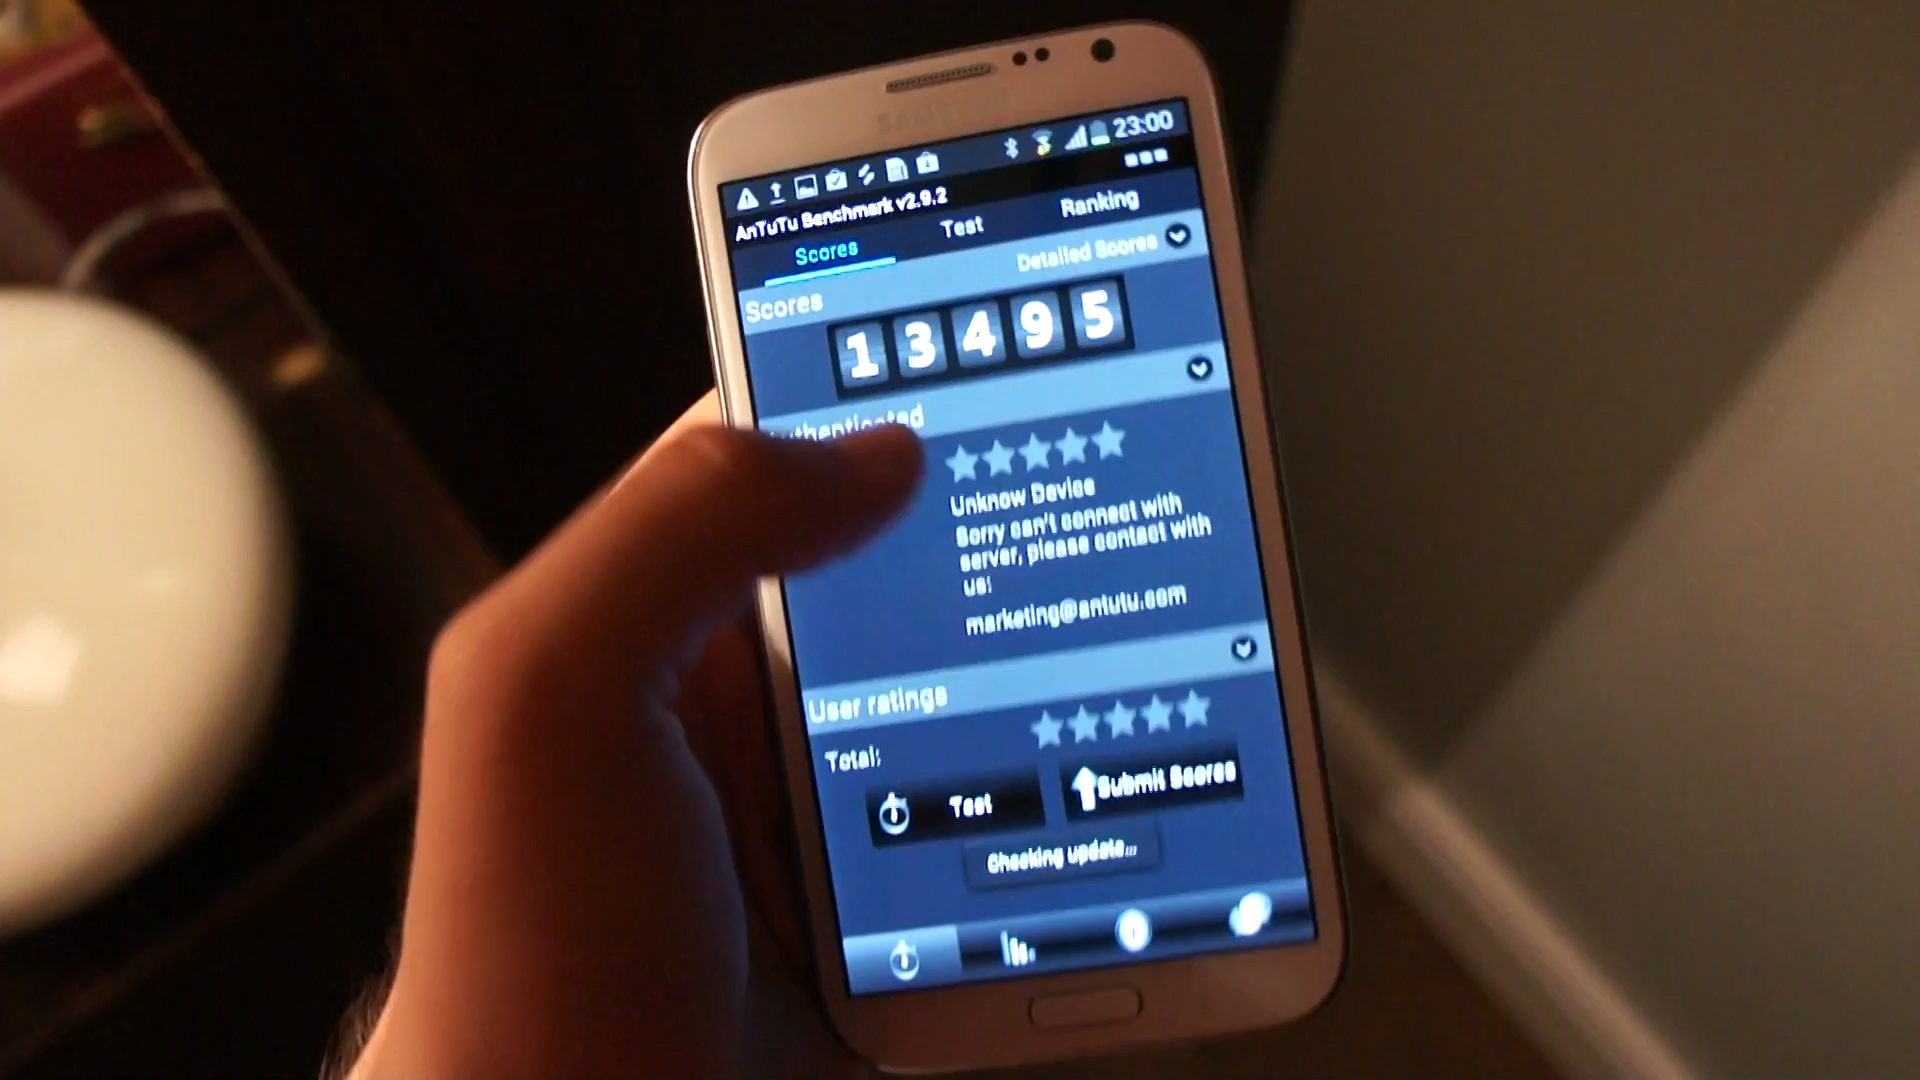 SAMSUNG
23:00
AnTuTu Benchmark v2.9.2
Scores Test Ranking
Detailed Scores
Scores
13495
Authenticated
Unknow Device
Sorry can't connect with
server, please contact with
us:
marketing@antutu.com
User ratings
Total:
Test Submit Scores
Checking update...